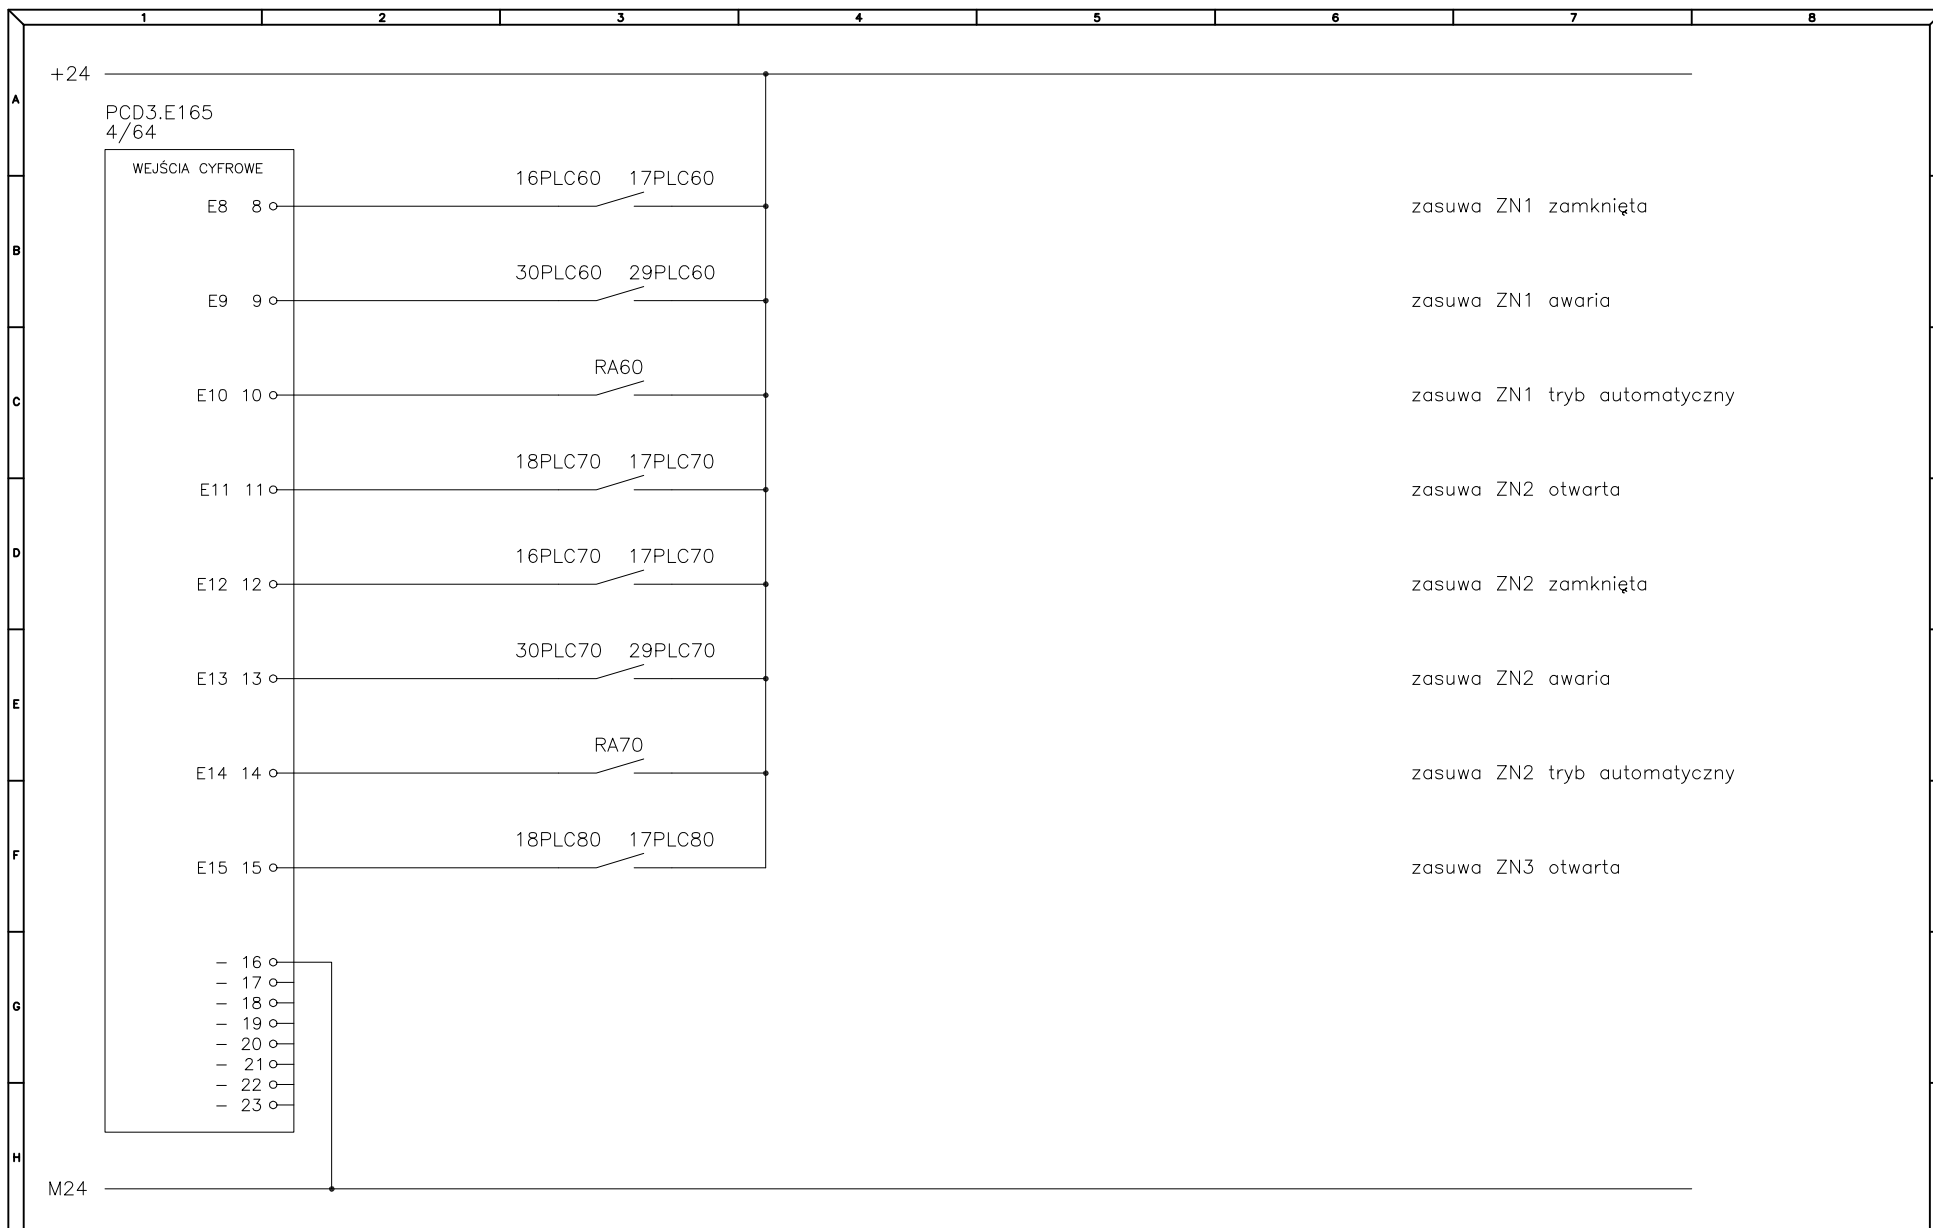 1 2 3 4 5 6 7 8
+24
A
PCD3.E165
4/64
WEJŚCIA CYFROWE
16PLC60 17PLC60
E8 8 zasuwa ZN1 zamknięta
B
30PLC60 29PLC60
E9 9 zasuwa ZN1 awaria
RA60
E10 10 zasuwa ZN1 tryb automatyczny
C
18PLC70 17PLC70
E11 11 zasuwa ZN2 otwarta
D
16PLC70 17PLC70
E12 12 zasuwa ZN2 zamknięta
30PLC70 29PLC70
E13 13 zasuwa ZN2 awaria
E
RA70
E14 14 zasuwa ZN2 tryb automatyczny
18PLC80 17PLC80
F
E15 15 zasuwa ZN3 otwarta
– 16
– 17
– 18
G
– 19
– 20
– 21
– 22
– 23
H
M24